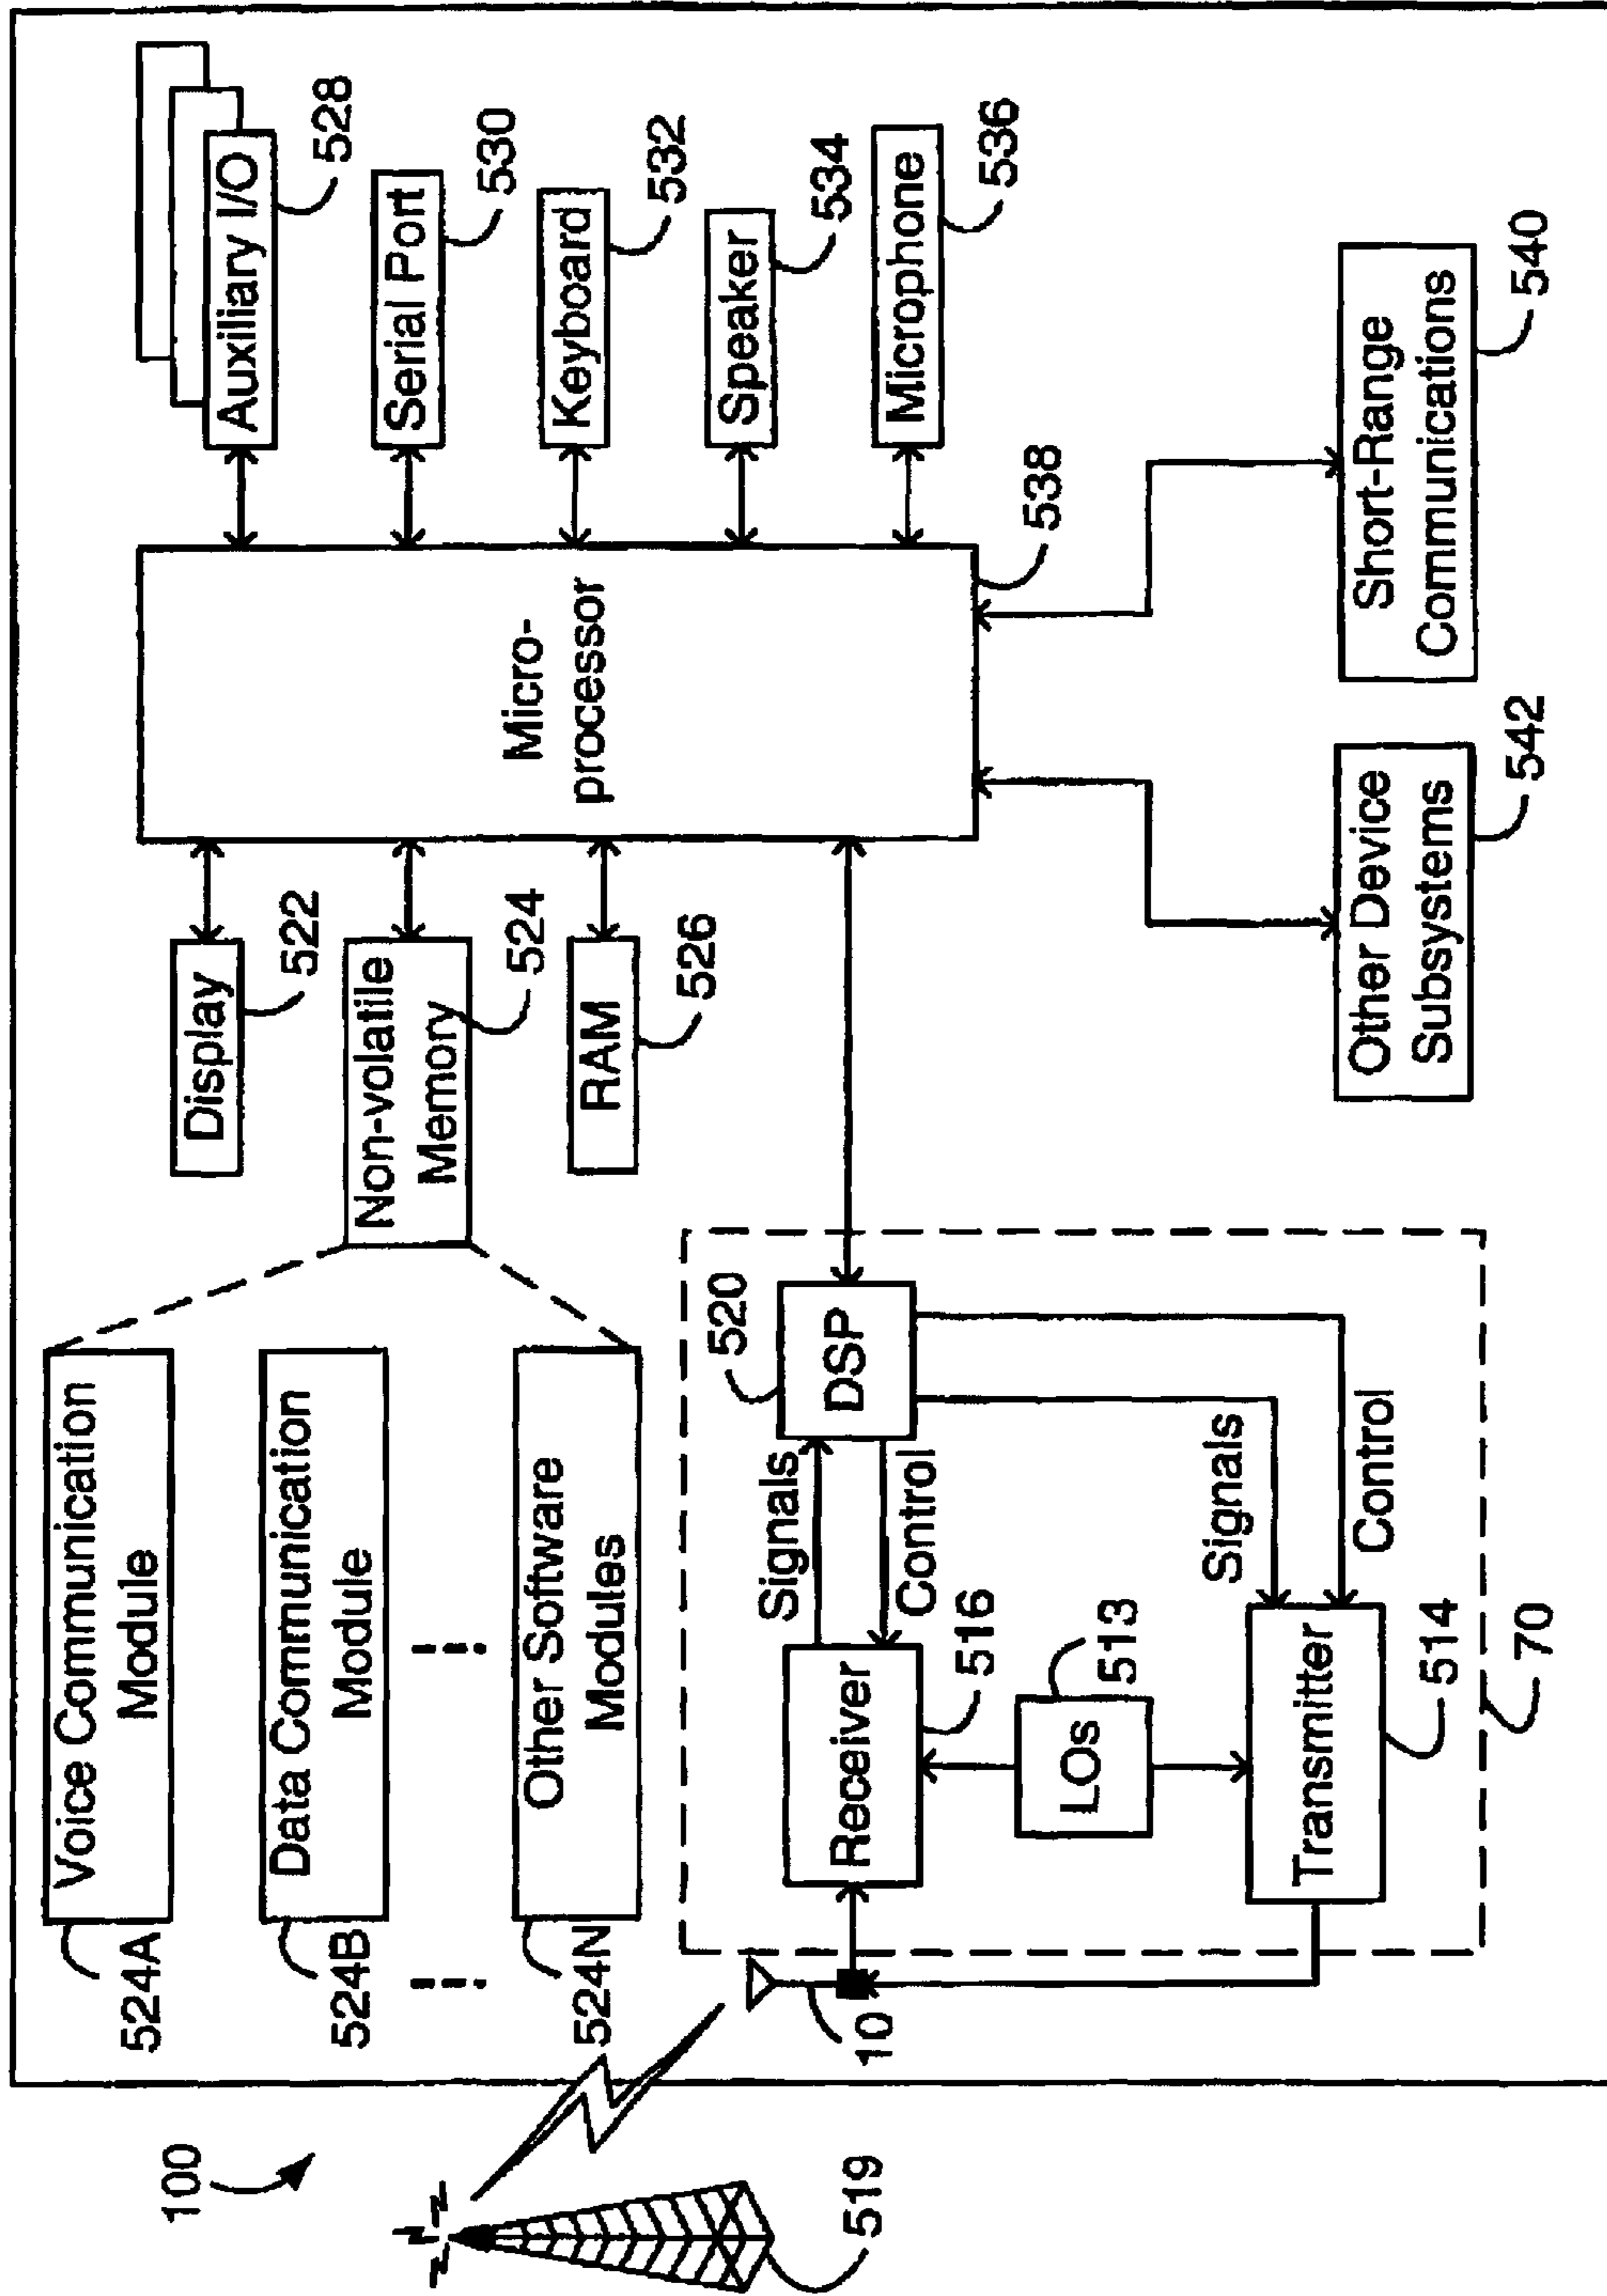 100
519
Voice Communication
Module
524A
Data Communication
Module
524B
Other Software
Modules
524N
Display
522
Non-volatile
Memory
524
RAM
526
Micro-
processor
538
Auxiliary I/O
528
Serial Port
530
Keyboard
532
Speaker
534
Microphone
536
10
Receiver
516
Signals
Control
DSP
520
LOs
513
Transmitter
514
Signals
Control
70
Other Device
Subsystems
542
Short-Range
Communications
540